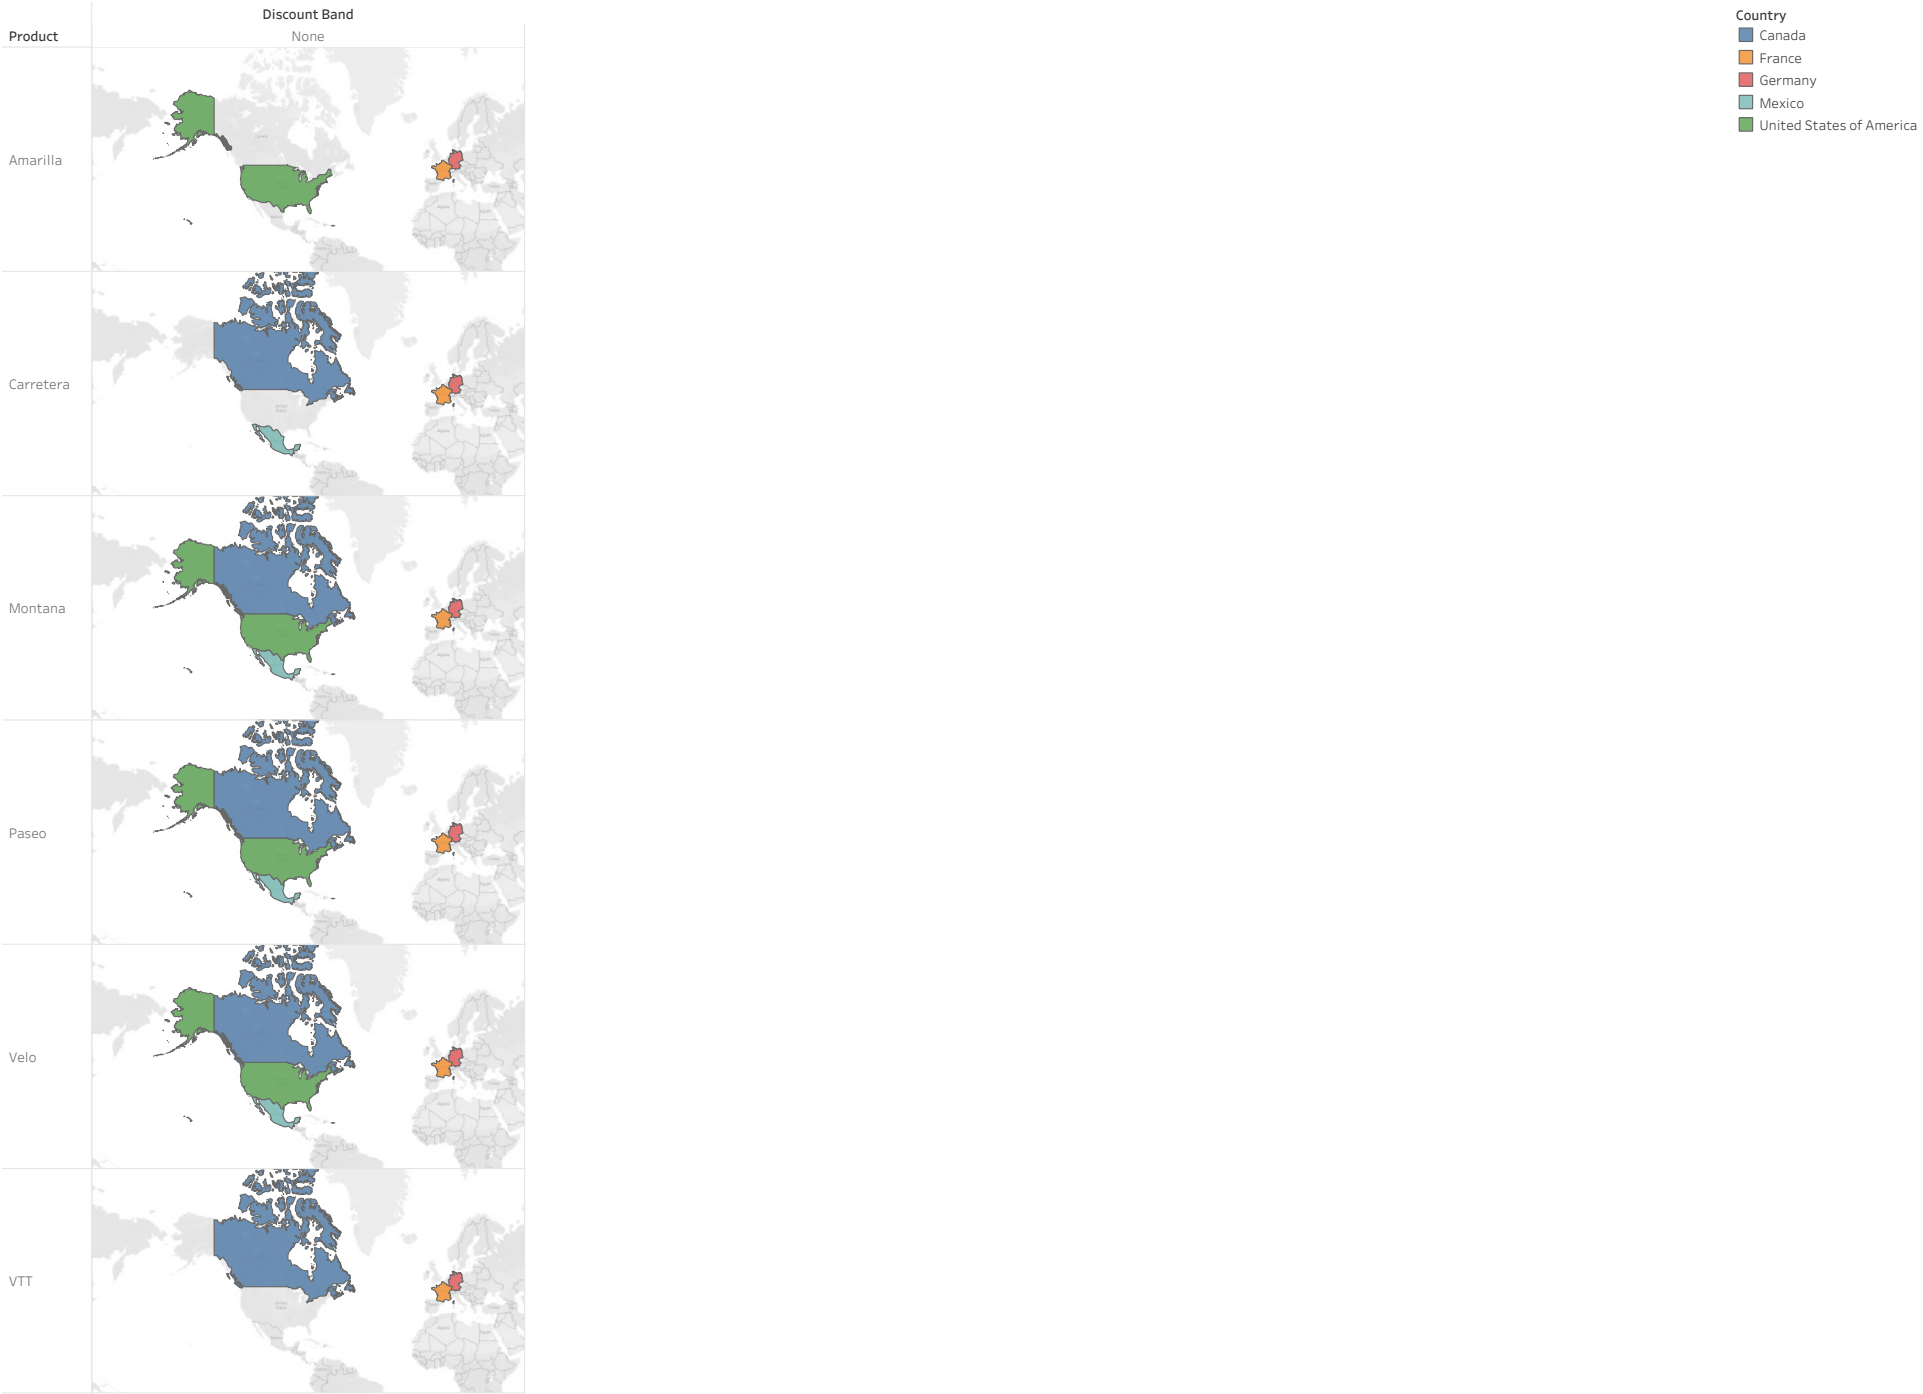 Discount Band
Product
None
Amarilla
Carretera
Montana
Paseo
Velo
VTT
Country
Canada
France
Germany
Mexico
United States of America